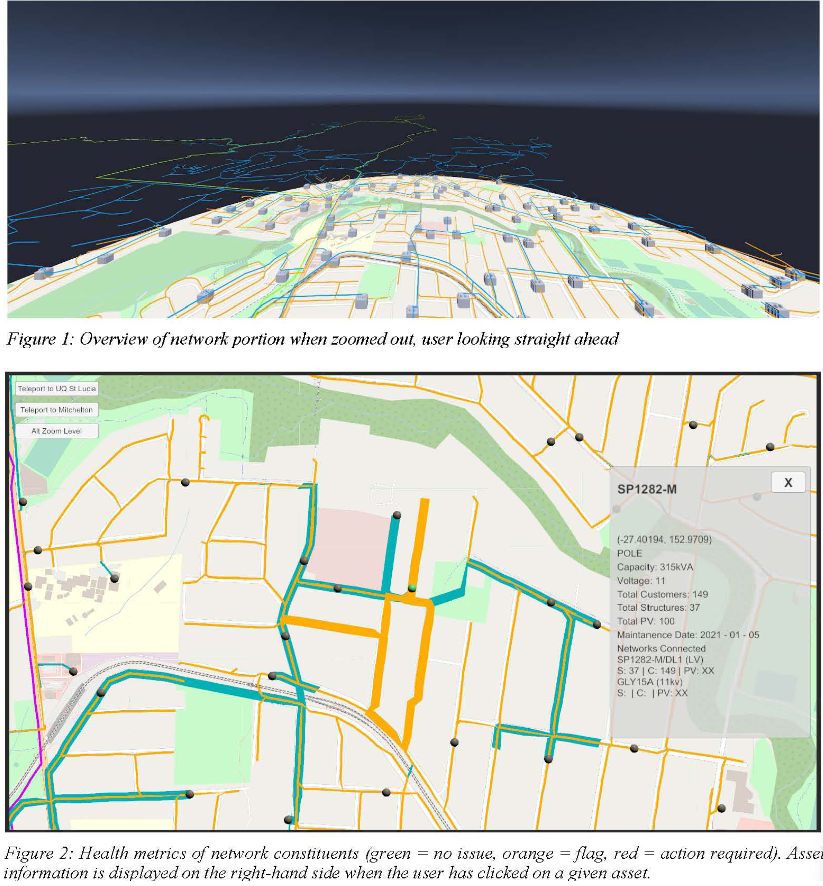 Figure 1: Overview of network portion when zoomed out, user looking straight ahead
Teleport to UQ St Lucia
Teleport to Mitchelton
Alt Zoom Level
X
SP1282-M
(-27.40194, 152.9709)
POLE
Capacity: 315kVA
Voltage: 11
Total Customers: 149
Total Structures: 37
Total PV: 100
Maintanence Date: 2021 - 01 - 05
Networks Connected
SP1282-M/DL1 (LV)
S: 37 | C: 149 | PV: XX
GLY15A (11kv)
S: | C: | PV: XX
Figure 2: Health metrics of network constituents (green = no issue, orange = flag, red = action required). Asset
information is displayed on the right-hand side when the user has clicked on a given asset.